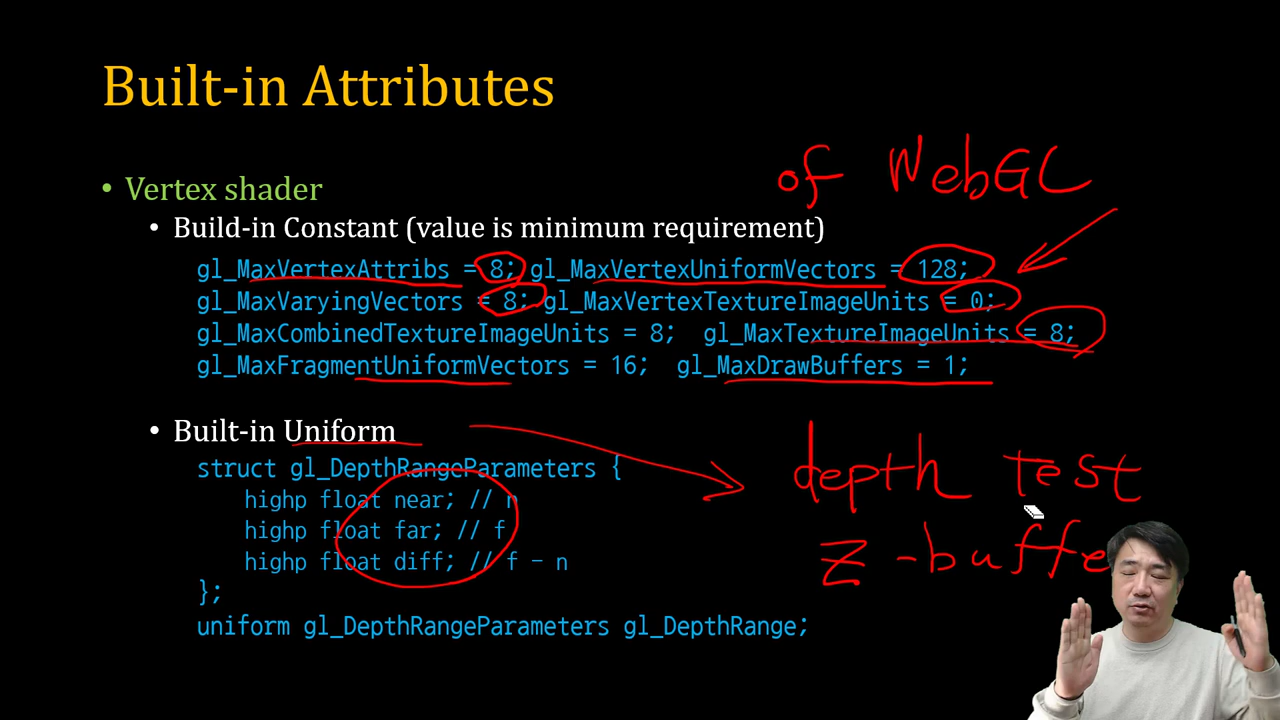 Built-in Attributes
of WebGL
• Vertex shader
• Build-in Constant (value is minimum requirement)
gl_MaxVertexAttribs = 8; gl_MaxVertexUniformVectors = 128;
gl_MaxVaryingVectors = 8; gl_MaxVertexTextureImageUnits = 0;
gl_MaxCombinedTextureImageUnits = 8; gl_MaxTextureImageUnits = 8;
gl_MaxFragmentUniformVectors = 16; gl_MaxDrawBuffers = 1;
• Built-in Uniform
struct gl_DepthRangeParameters {
highp float near; // n
highp float far; // f
highp float diff; // f - n
};
uniform gl_DepthRangeParameters gl_DepthRange;
depth test
z-buffe